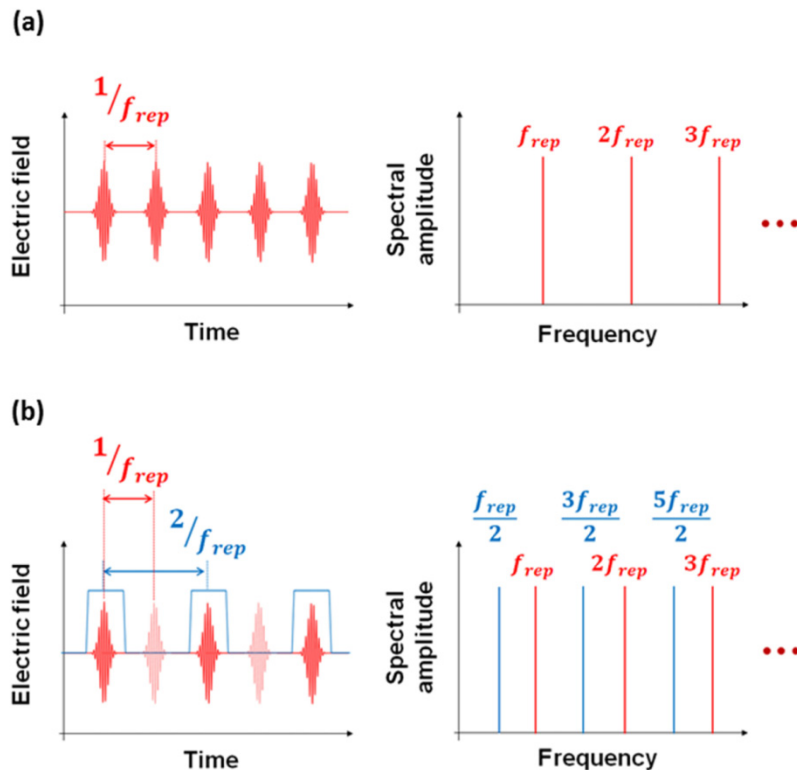 (a)
1/f_rep
Electric field
Time
f_rep 2f_rep 3f_rep
Spectral
amplitude
Frequency
...
(b)
1/f_rep
2/f_rep
Electric field
Time
f_rep/2 3f_rep/2 5f_rep/2
f_rep 2f_rep 3f_rep
Spectral
amplitude
Frequency
...